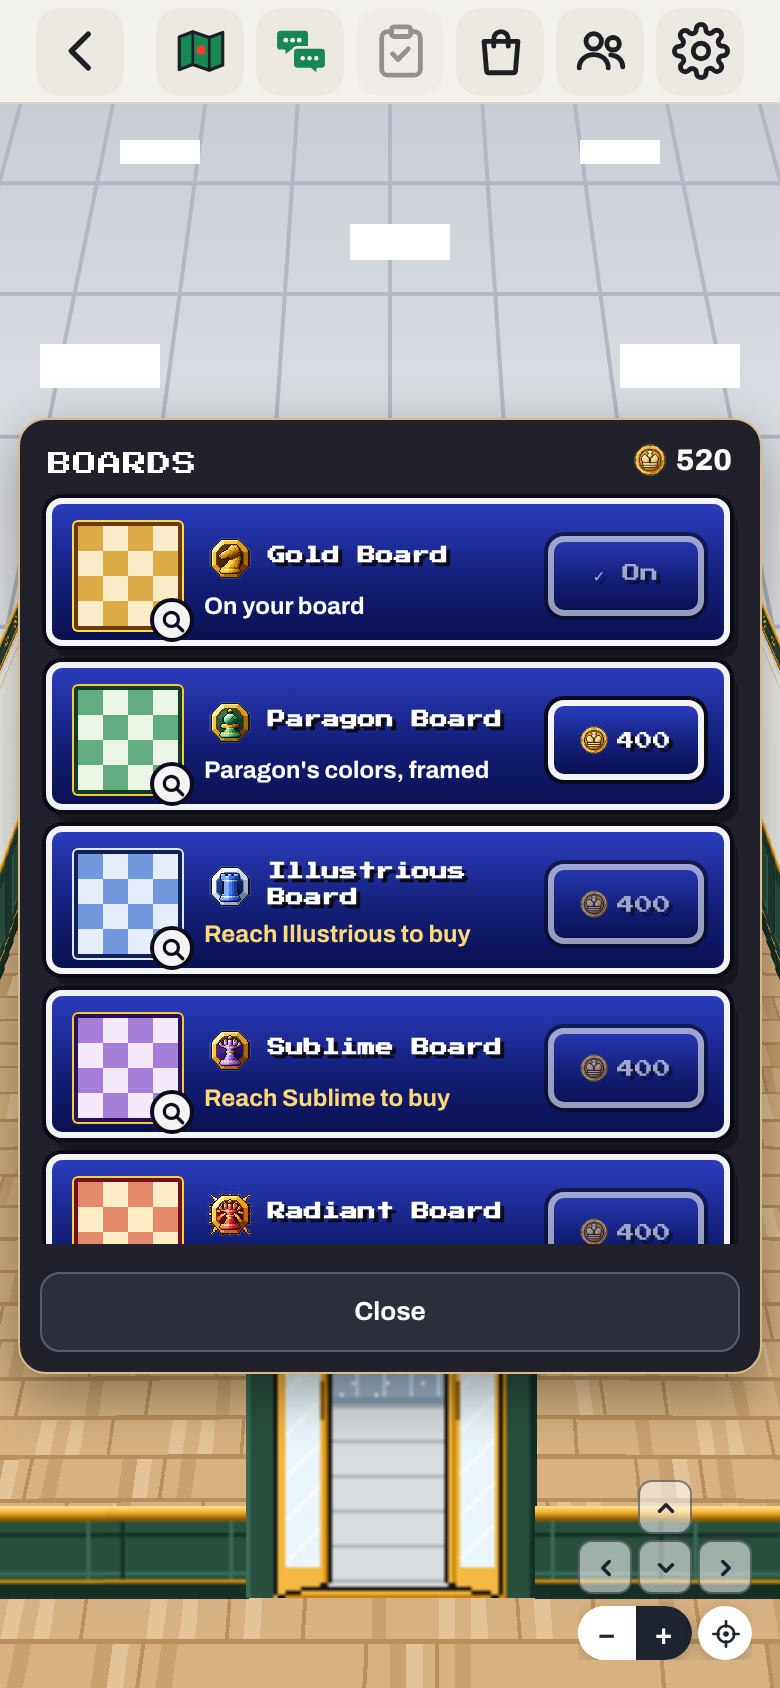 BOARDS
520
Gold Board
On your board
✓ On
Paragon Board
Paragon's colors, framed
400
Illustrious
Board
Reach Illustrious to buy
400
Sublime Board
Reach Sublime to buy
400
Radiant Board
400
Close